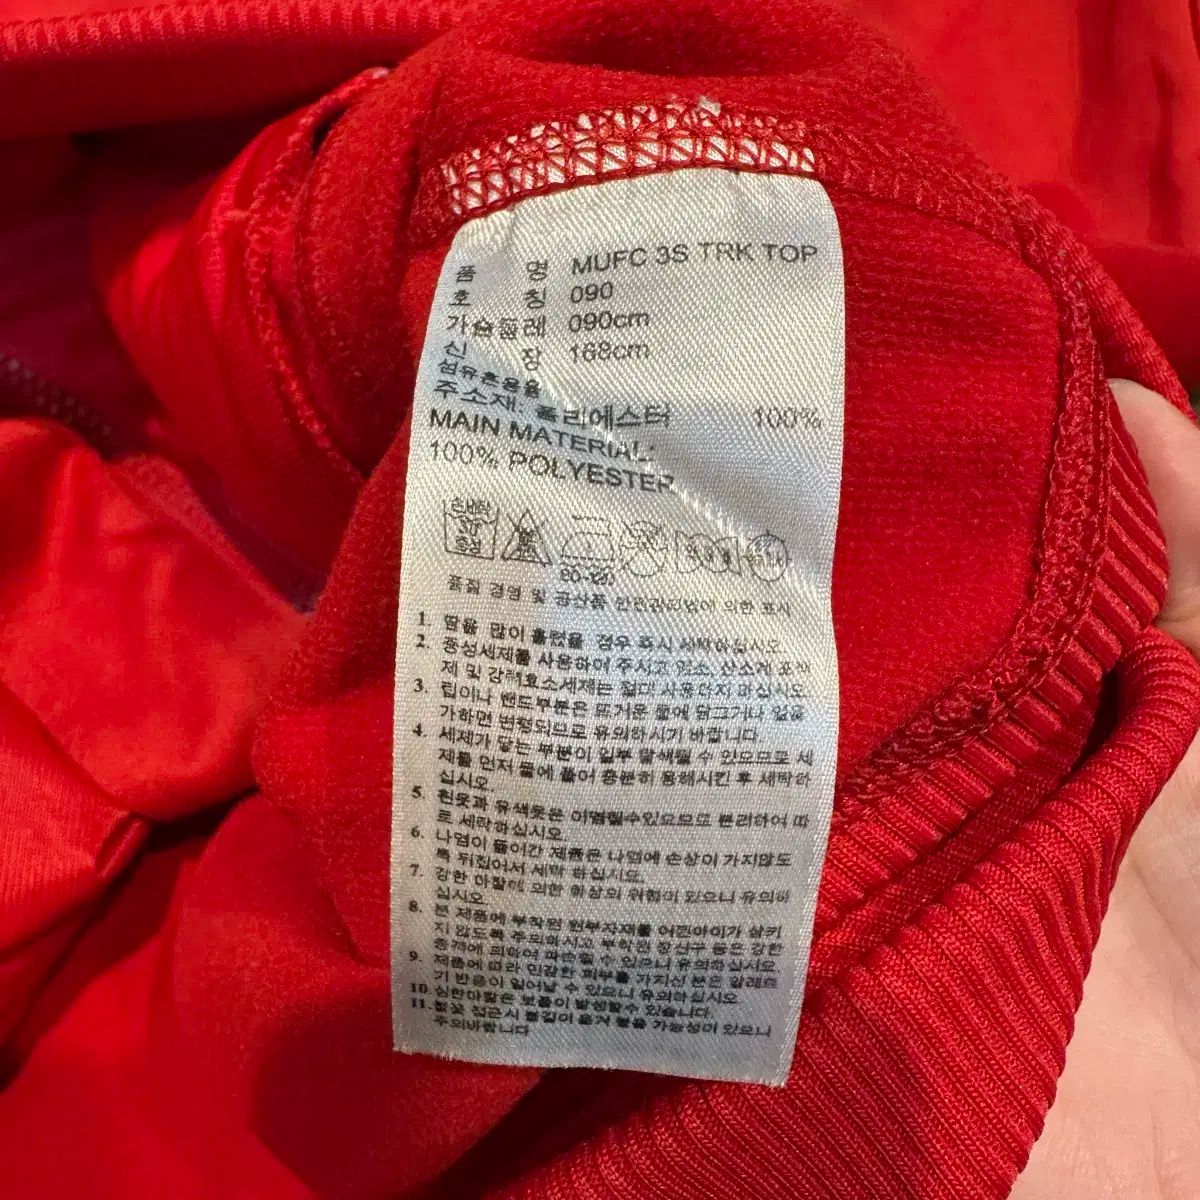 품 명 MUFC 3S TRK TOP
호 칭 090
가슴둘레 090cm
신 장 168cm
섬유혼용율
주소재: 폴리에스터 100%
MAIN MATERIAL:
100% POLYESTER
80-120
품질 경영 및 공산품 안전관리법에 의한 표시
1. 땀을 많이 흘렸을 경우 즉시 세탁하십시오.
2. 중성세제를 사용하여 주시고 염소, 산소계 표백
제 및 강력효소세제는 절대 사용하지 마십시오.
3. 립이나 밴드부분은 뜨거운 물에 담그거나 열을
가하면 변형되므로 유의하시기 바랍니다.
4. 세제가 닿는 부분이 일부 탈색될 수 있으므로 세
제를 먼저 물에 풀어 충분히 용해시킨 후 세탁하
십시오.
5. 흰옷과 유색옷은 이염될수있으므로 분리하여 따
로 세탁하십시오.
6. 나염이 들어간 제품은 나염에 손상이 가지않도
록 뒤집어서 세탁 하십시오.
7. 강한 마찰에 의한 손상의 위험이 있으니 유의하
십시오.
8. 본 제품에 부착된 원부자재를 어린아이가 삼키
지 않도록 주의하시고 부착된 장신구 등은 강한
충격에 의하여 파손될 수 있으니 유의하십시오
9. 제품에 따라 민감한 피부를 가지신 분은 알레르
기 반응이 일어날 수 있으니 유의하십시오
10. 심한마찰은 보풀이 발생될수 있습니다.
11. 불꽃 접근시 불길이 옮겨 붙을 가능성이 있으니
주의바랍니다